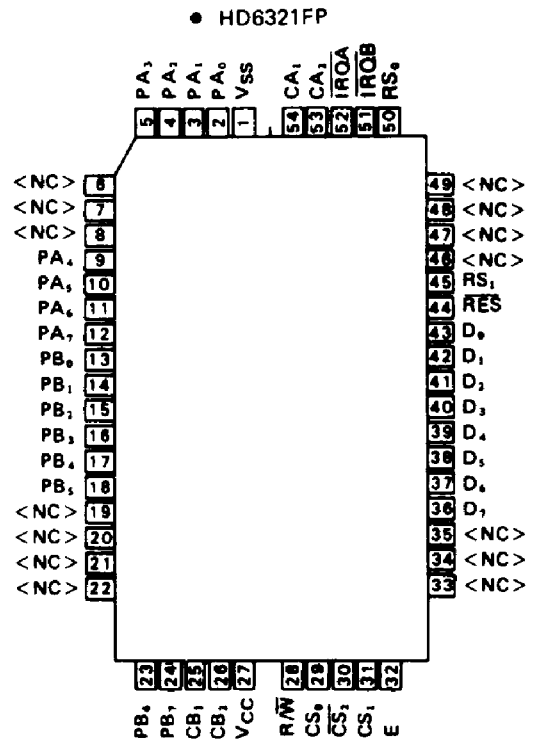 ● HD6321FP
PA₃ PA₂ PA₁ PA₀ VSS CA₁ CA₂ I̅R̅Q̅A̅ I̅R̅Q̅B̅ RS₀
5 4 3 2 1 54 53 52 51 50
<NC> 6
<NC> 7
<NC> 8
PA₄ 9
PA₅ 10
PA₆ 11
PA₇ 12
PB₀ 13
PB₁ 14
PB₂ 15
PB₃ 16
PB₄ 17
PB₅ 18
<NC> 19
<NC> 20
<NC> 21
<NC> 22
49 <NC>
48 <NC>
47 <NC>
46 <NC>
45 RS₁
44 R̅E̅S̅
43 D₀
42 D₁
41 D₂
40 D₃
39 D₄
38 D₅
37 D₆
36 D₇
35 <NC>
34 <NC>
33 <NC>
23 24 25 26 27 28 29 30 31 32
PB₆ PB₇ CB₁ CB₂ VCC R/W̅ CS₀ C̅S̅₂ CS₁ E